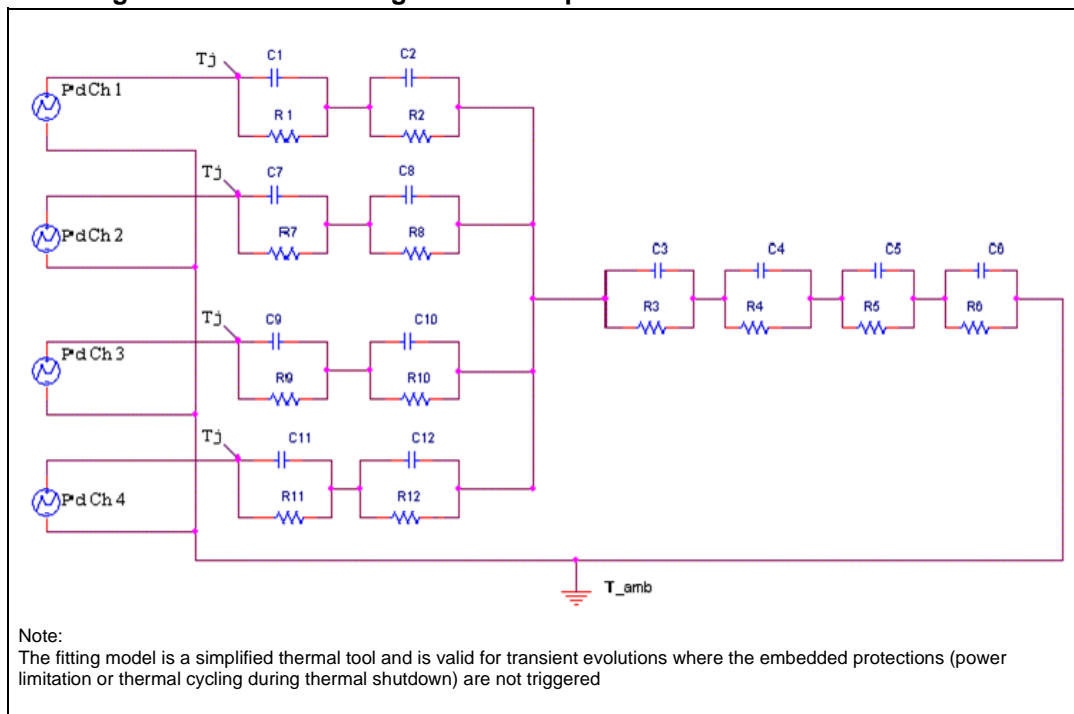 Tj
C1
C2
PdCh1
R1
R2
Tj
C7
C8
PdCh2
R7
R8
C3
C4
C5
C6
R3
R4
R5
R6
Tj
C9
C10
PdCh3
R9
R10
Tj
C11
C12
PdCh4
R11
R12
T_amb
Note:
The fitting model is a simplified thermal tool and is valid for transient evolutions where the embedded protections (power
limitation or thermal cycling during thermal shutdown) are not triggered